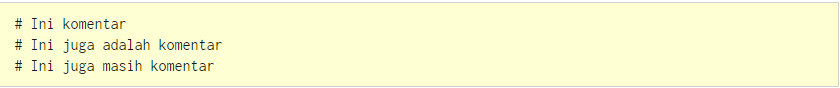 # Ini komentar
# Ini juga adalah komentar
# Ini juga masih komentar